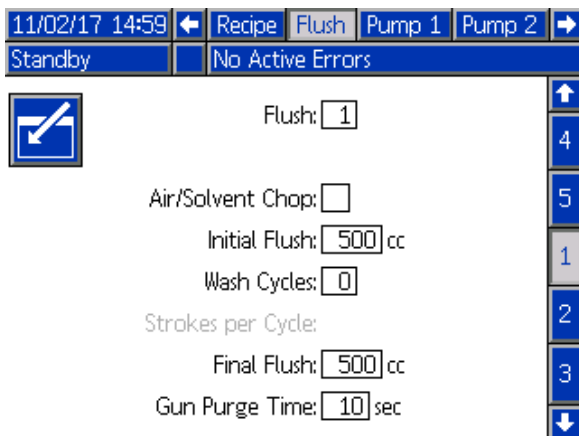 11/02/17 14:59 Recipe Flush Pump 1 Pump 2
Standby No Active Errors
Flush: 1
4
Air/Solvent Chop:
5
Initial Flush: 500 cc
1
Wash Cycles: 0
2
Strokes per Cycle:
Final Flush: 500 cc
3
Gun Purge Time: 10 sec